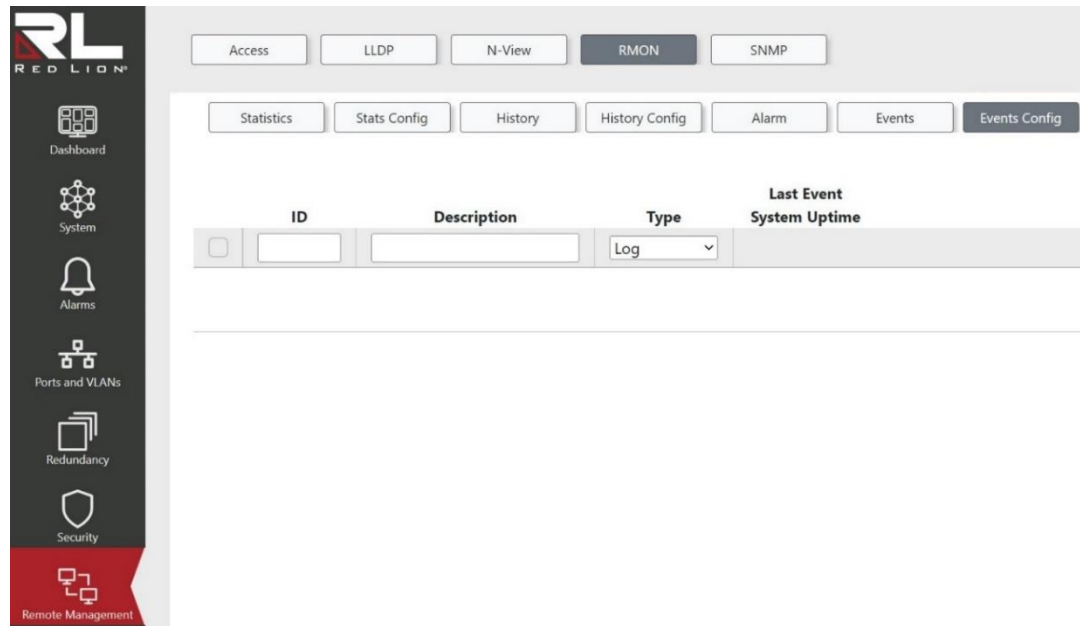 RL
RED LION®
Access LLDP N-View RMON SNMP
Statistics Stats Config History History Config Alarm Events Events Config
Dashboard
System
Alarms
Ports and VLANs
Redundancy
Security
Remote Management
Last Event
ID Description Type System Uptime
Log